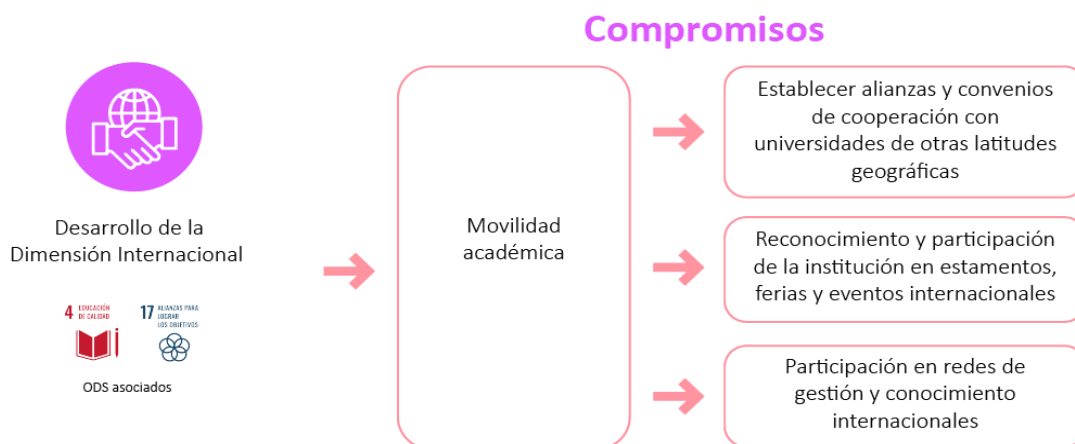 Compromisos
Desarrollo de la
Dimensión Internacional
4 EDUCACIÓN
DE CALIDAD
17 ALIANZAS PARA
LOGRAR
LOS OBJETIVOS
ODS asociados
Movilidad
académica
Establecer alianzas y convenios
de cooperación con
universidades de otras latitudes
geográficas
Reconocimiento y participación
de la institución en estamentos,
ferias y eventos internacionales
Participación en redes de
gestión y conocimiento
internacionales